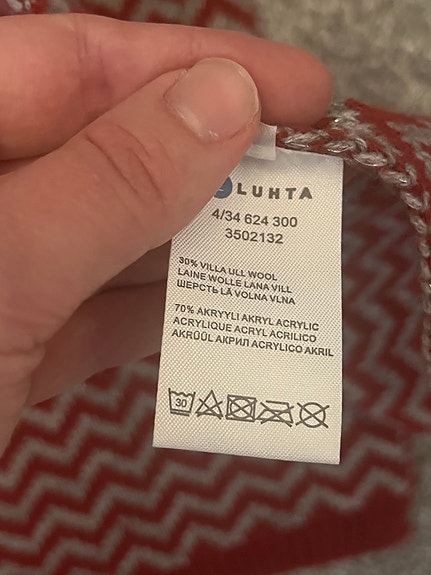 LUHTA
4/34 624 300
3502132
30% VILLA ULL WOOL
LAINE WOLLE LANA VILL
ШЕРСТЬ LÃ VOLNA VLNA
70% AKRYYLI AKRYL ACRYLIC
ACRYLIQUE ACRYL ACRILICO
AKRÜÜL АКРИЛ ACRYLICO AKRIL
30